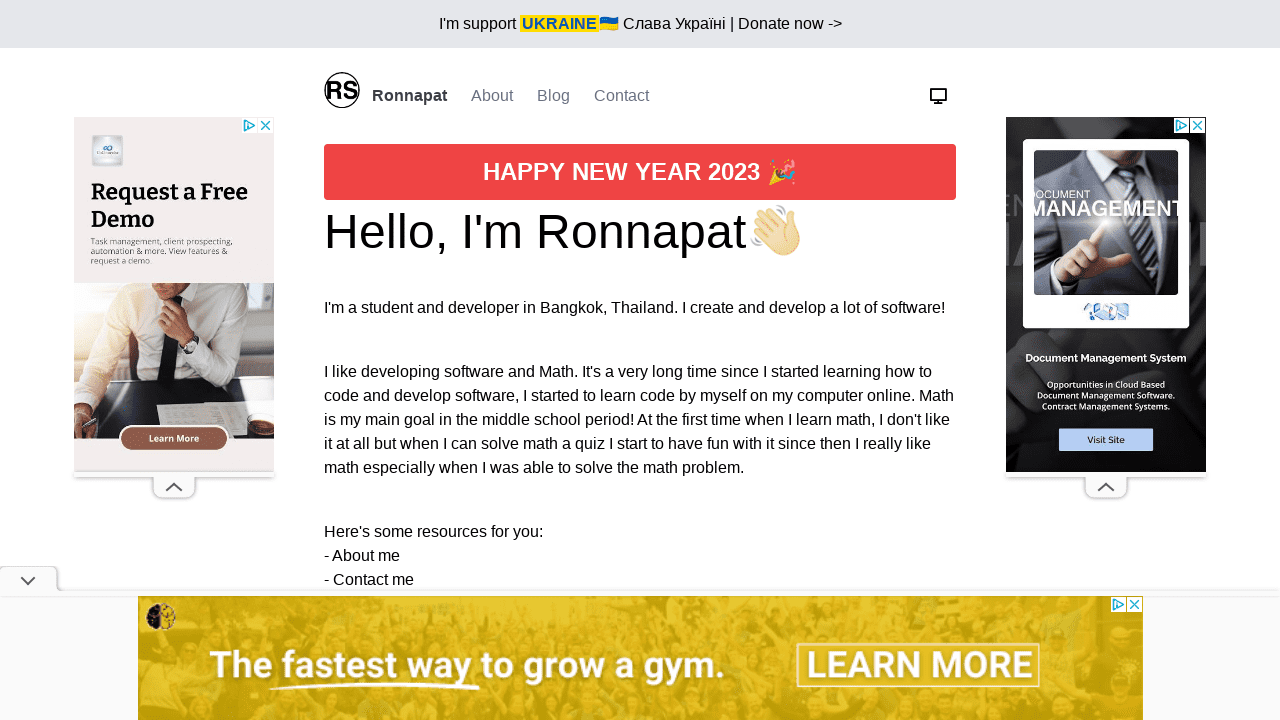 I'm support UKRAINE🇺🇦 Слава Україні | Donate now ->
RS
Ronnapat About Blog Contact
HAPPY NEW YEAR 2023 🎉
Hello, I'm Ronnapat👋🏻
I'm a student and developer in Bangkok, Thailand. I create and develop a lot of software!
I like developing software and Math. It's a very long time since I started learning how to
code and develop software, I started to learn code by myself on my computer online. Math
is my main goal in the middle school period! At the first time when I learn math, I don't like
it at all but when I can solve math a quiz I start to have fun with it since then I really like
math especially when I was able to solve the math problem.
Here's some resources for you:
- About me
- Contact me
Request a Free
Demo
Task management, client prospecting,
automation & more. View features &
request a demo.
Learn More
DOCUMENT
MANAGEMENT
Document Management System
Opportunities in Cloud Based
Document Management Software.
Contract Management Systems.
Visit Site
The fastest way to grow a gym.
LEARN MORE